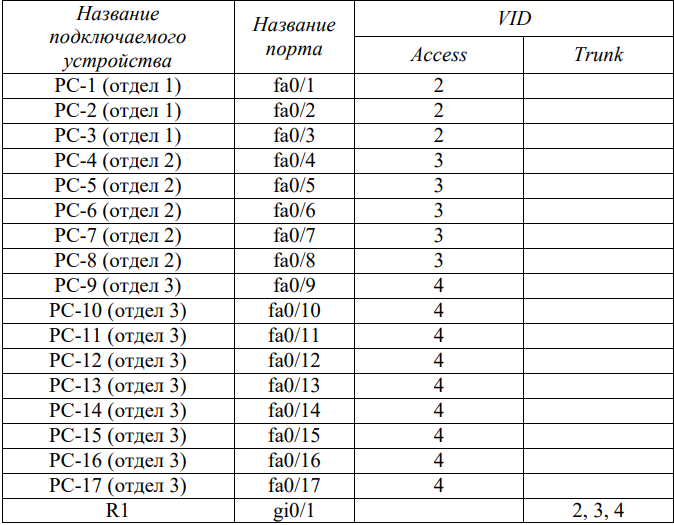 Название подключаемого устройства Название порта VID
Access Trunk
PC-1 (отдел 1) fa0/1 2
PC-2 (отдел 1) fa0/2 2
PC-3 (отдел 1) fa0/3 2
PC-4 (отдел 2) fa0/4 3
PC-5 (отдел 2) fa0/5 3
PC-6 (отдел 2) fa0/6 3
PC-7 (отдел 2) fa0/7 3
PC-8 (отдел 2) fa0/8 3
PC-9 (отдел 3) fa0/9 4
PC-10 (отдел 3) fa0/10 4
PC-11 (отдел 3) fa0/11 4
PC-12 (отдел 3) fa0/12 4
PC-13 (отдел 3) fa0/13 4
PC-14 (отдел 3) fa0/14 4
PC-15 (отдел 3) fa0/15 4
PC-16 (отдел 3) fa0/16 4
PC-17 (отдел 3) fa0/17 4
R1 gi0/1 2, 3, 4